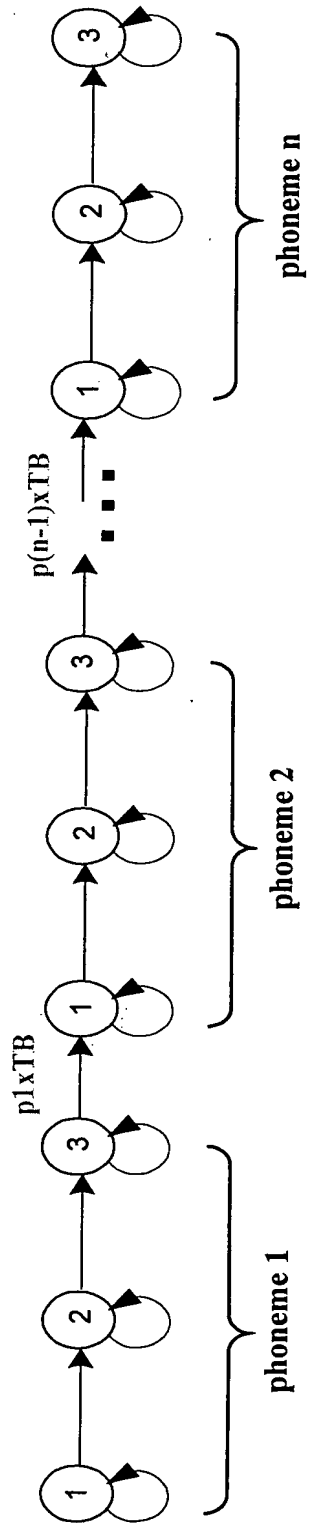 p1xTB
p(n-1)xTB
1 2 3 1 2 3 ... 1 2 3
phoneme 1
phoneme 2
phoneme n